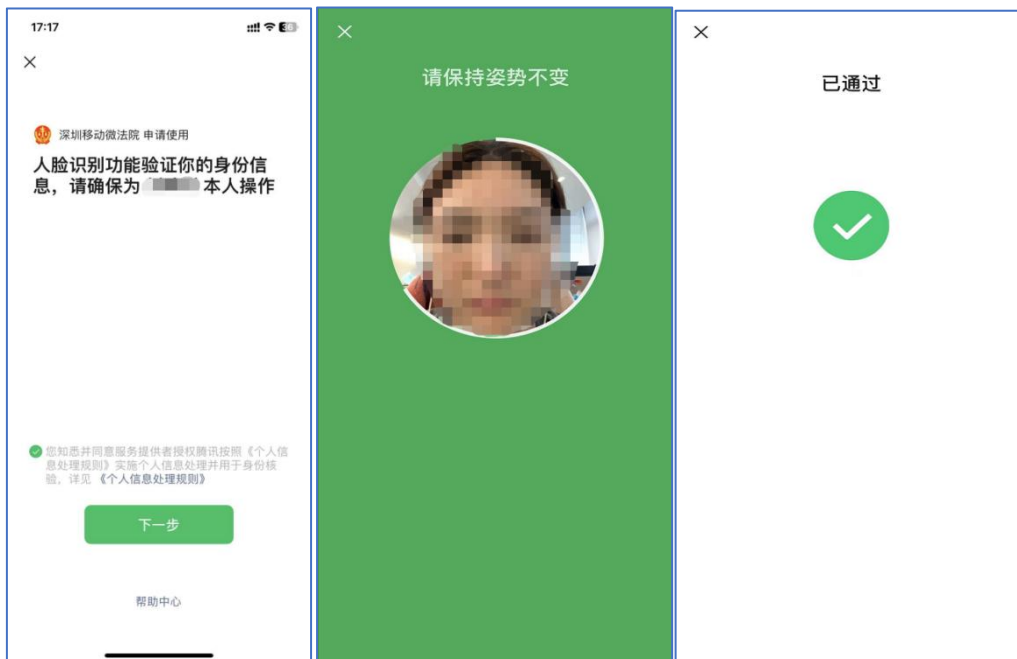 17:17
36
深圳移动微法院 申请使用
人脸识别功能验证你的身份信
息，请确保为 本人操作
您知悉并同意服务提供者授权腾讯按照《个人信
息处理规则》实施个人信息处理并用于身份核
验，详见《个人信息处理规则》
下一步
帮助中心
请保持姿势不变
已通过